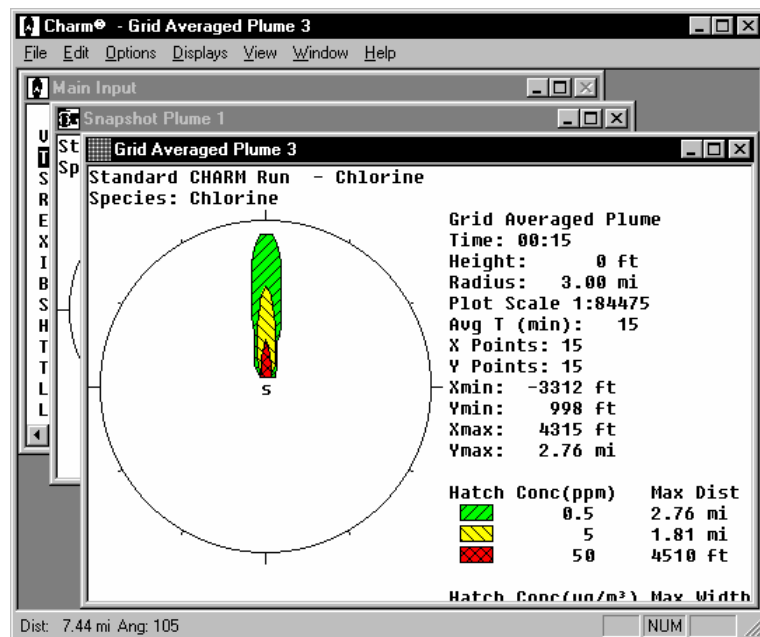 Charm® - Grid Averaged Plume 3
File Edit Options Displays View Window Help
Main Input
Snapshot Plume 1
Grid Averaged Plume 3
V
T
S
R
E
X
I
B
S
H
T
T
L
L
St
Sp
Standard CHARM Run - Chlorine
Species: Chlorine
S
Grid Averaged Plume
Time: 00:15
Height: 0 ft
Radius: 3.00 mi
Plot Scale 1:84475
Avg T (min): 15
X Points: 15
Y Points: 15
Xmin: -3312 ft
Ymin: 998 ft
Xmax: 4315 ft
Ymax: 2.76 mi
Hatch Conc(ppm) Max Dist
0.5 2.76 mi
5 1.81 mi
50 4510 ft
Hatch Conc(ug/m³) Max Width
Dist: 7.44 mi Ang: 105
NUM